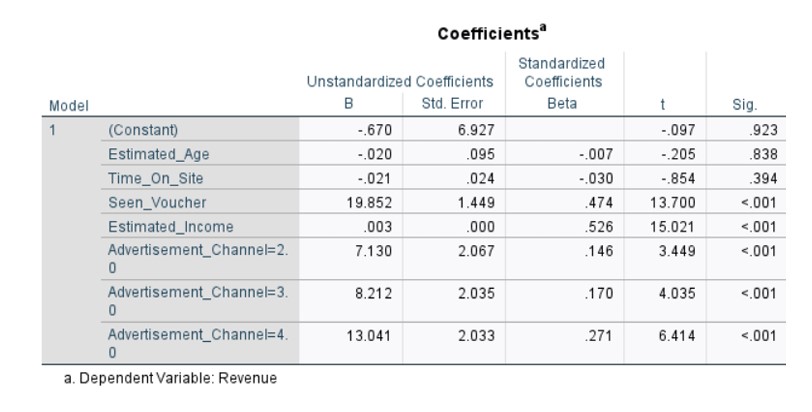 Coefficientsᵃ
Unstandardized Coefficients Standardized Coefficients
Model B Std. Error Beta t Sig.
1 (Constant) -.670 6.927 -.097 .923
Estimated_Age -.020 .095 -.007 -.205 .838
Time_On_Site -.021 .024 -.030 -.854 .394
Seen_Voucher 19.852 1.449 .474 13.700 <.001
Estimated_Income .003 .000 .526 15.021 <.001
Advertisement_Channel=2. 7.130 2.067 .146 3.449 <.001
0
Advertisement_Channel=3. 8.212 2.035 .170 4.035 <.001
0
Advertisement_Channel=4. 13.041 2.033 .271 6.414 <.001
0
a. Dependent Variable: Revenue